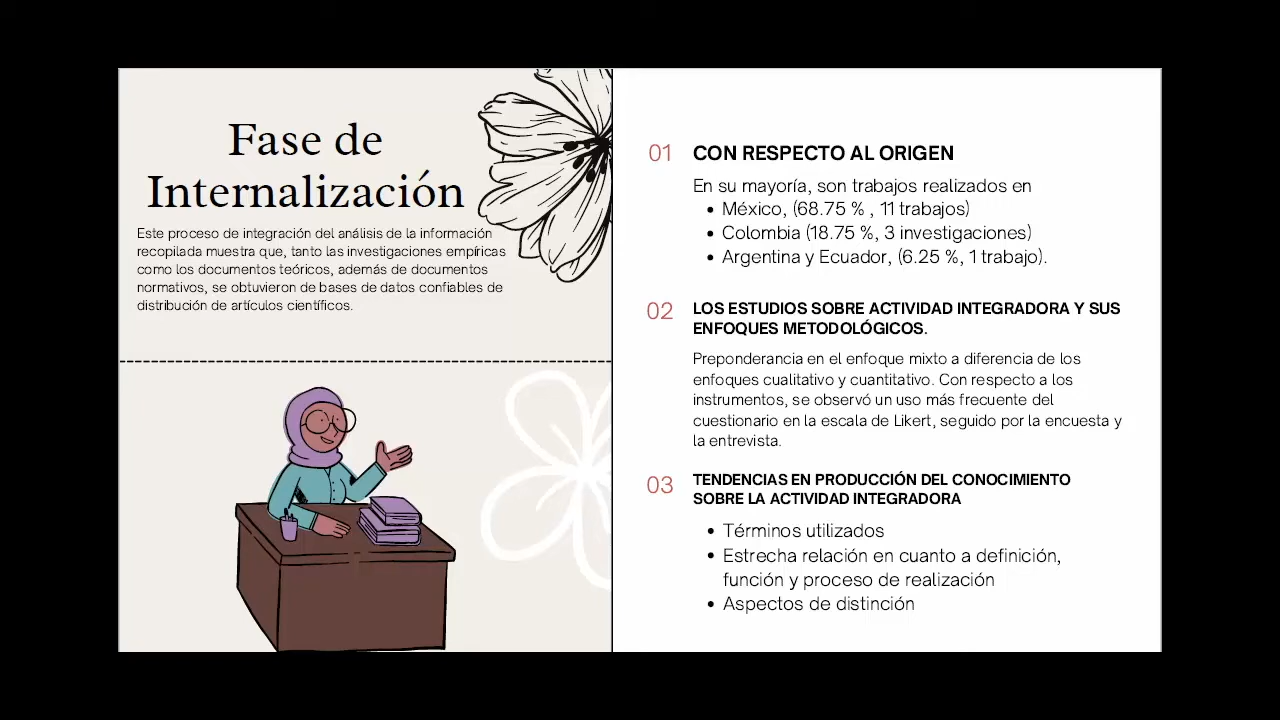 Fase de
Internalización
Este proceso de integración del análisis de la información
recopilada muestra que, tanto las investigaciones empíricas
como los documentos teóricos, además de documentos
normativos, se obtuvieron de bases de datos confiables de
distribución de artículos científicos.
01 CON RESPECTO AL ORIGEN
En su mayoría, son trabajos realizados en
• México, (68.75 % , 11 trabajos)
• Colombia (18.75 %, 3 investigaciones)
• Argentina y Ecuador, (6.25 %, 1 trabajo).
02 LOS ESTUDIOS SOBRE ACTIVIDAD INTEGRADORA Y SUS
ENFOQUES METODOLÓGICOS.
Preponderancia en el enfoque mixto a diferencia de los
enfoques cualitativo y cuantitativo. Con respecto a los
instrumentos, se observó un uso más frecuente del
cuestionario en la escala de Likert, seguido por la encuesta y
la entrevista.
03 TENDENCIAS EN PRODUCCIÓN DEL CONOCIMIENTO
SOBRE LA ACTIVIDAD INTEGRADORA
• Términos utilizados
• Estrecha relación en cuanto a definición,
función y proceso de realización
• Aspectos de distinción